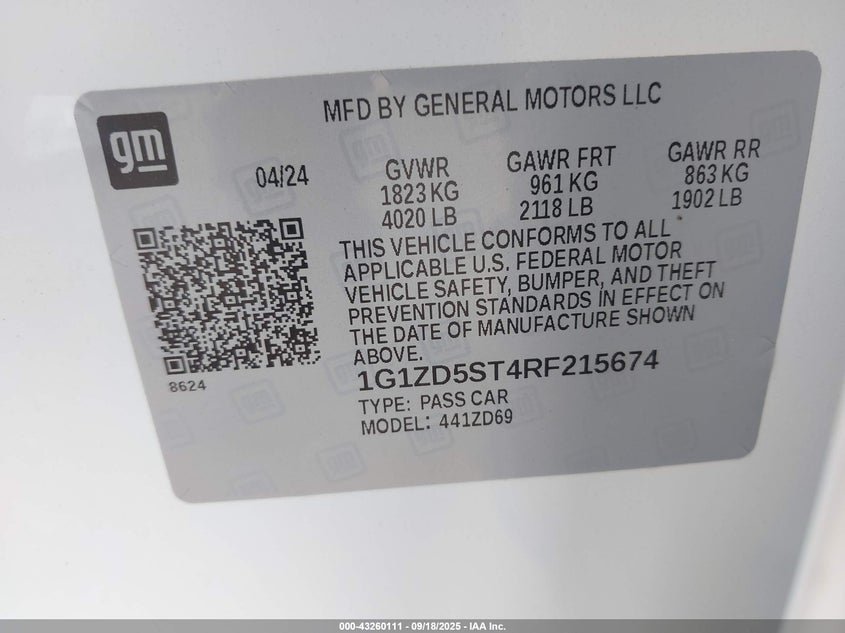 MFD BY GENERAL MOTORS LLC
gm
04/24
GVWR
1823 KG
4020 LB
GAWR FRT
961 KG
2118 LB
GAWR RR
863 KG
1902 LB
THIS VEHICLE CONFORMS TO ALL
APPLICABLE U.S. FEDERAL MOTOR
VEHICLE SAFETY, BUMPER, AND THEFT
PREVENTION STANDARDS IN EFFECT ON
THE DATE OF MANUFACTURE SHOWN
ABOVE.
8624
1G1ZD5ST4RF215674
TYPE: PASS CAR
MODEL: 441ZD69
000-43260111 - 09/18/2025 - IAA Inc.